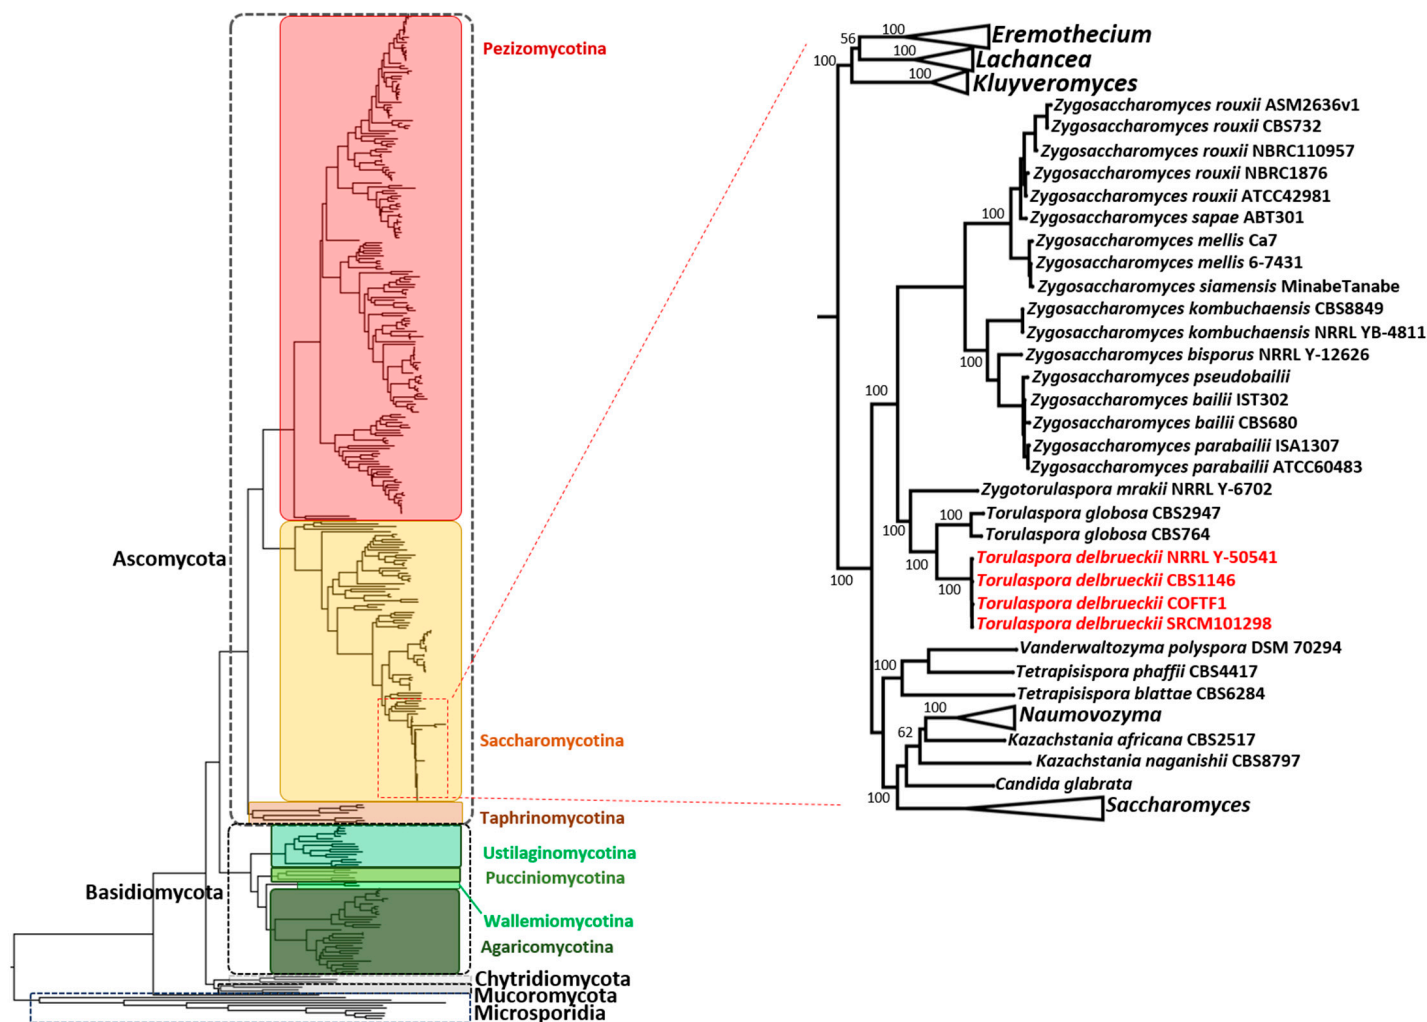 Pezizomycotina
Ascomycota
Saccharomycotina
Taphrinomycotina
Ustilaginomycotina
Pucciniomycotina
Basidiomycota
Wallemiomycotina
Agaricomycotina
Chytridiomycota
Mucoromycota
Microsporidia
100
56
100
Eremothecium
100
Lachancea
100
Kluyveromyces
Zygosaccharomyces rouxii ASM2636v1
Zygosaccharomyces rouxii CBS732
Zygosaccharomyces rouxii NBRC110957
Zygosaccharomyces rouxii NBRC1876
Zygosaccharomyces rouxii ATCC42981
100
Zygosaccharomyces sapae ABT301
Zygosaccharomyces mellis Ca7
Zygosaccharomyces mellis 6-7431
Zygosaccharomyces siamensis MinabeTanabe
Zygosaccharomyces kombuchaensis CBS8849
Zygosaccharomyces kombuchaensis NRRL YB-4811
100
Zygosaccharomyces bisporus NRRL Y-12626
Zygosaccharomyces pseudobailii
100
Zygosaccharomyces bailii IST302
Zygosaccharomyces bailii CBS680
Zygosaccharomyces parabailii ISA1307
Zygosaccharomyces parabailii ATCC60483
Zygotorulaspora mrakii NRRL Y-6702
100
100
Torulaspora globosa CBS2947
Torulaspora globosa CBS764
100
Torulaspora delbrueckii NRRL Y-50541
100
100
Torulaspora delbrueckii CBS1146
Torulaspora delbrueckii COFTF1
Torulaspora delbrueckii SRCM101298
Vanderwaltozyma polyspora DSM 70294
100
Tetrapisispora phaffii CBS4417
Tetrapisispora blattae CBS6284
100
Naumovozyma
62
Kazachstania africana CBS2517
Kazachstania naganishii CBS8797
Candida glabrata
100
Saccharomyces